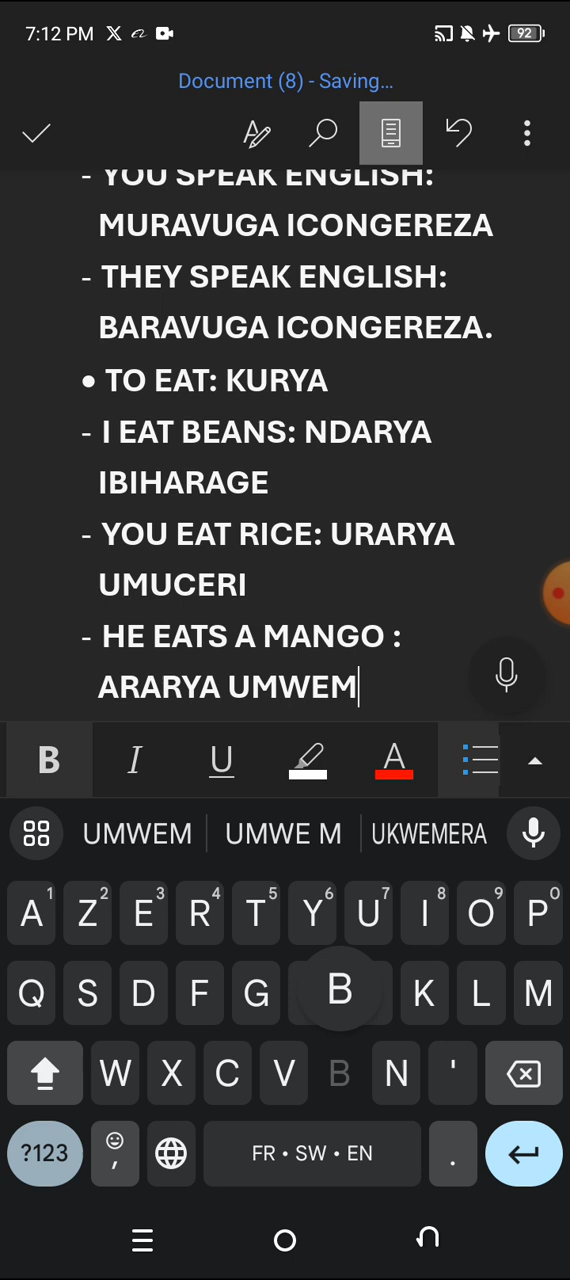 7:12 PM X
92
Document (8) - Saving...
- YOU SPEAK ENGLISH:
MURAVUGA ICONGEREZA
- THEY SPEAK ENGLISH:
BARAVUGA ICONGEREZA.
• TO EAT: KURYA
- I EAT BEANS: NDARYA
IBIHARAGE
- YOU EAT RICE: URARYA
UMUCERI
- HE EATS A MANGO :
ARARYA UMWEM
B I U A
UMWEM UMWE M UKWEMERA
A1 Z2 E3 R4 T5 Y6 U7 I8 O9 P0
Q S D F G B K L M
W X C V B N '
?123 , FR • SW • EN .